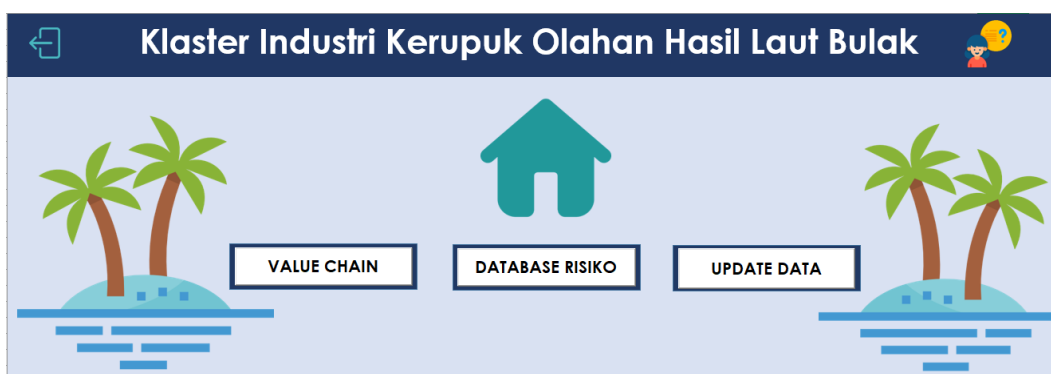 Klaster Industri Kerupuk Olahan Hasil Laut Bulak
?
VALUE CHAIN
DATABASE RISIKO
UPDATE DATA